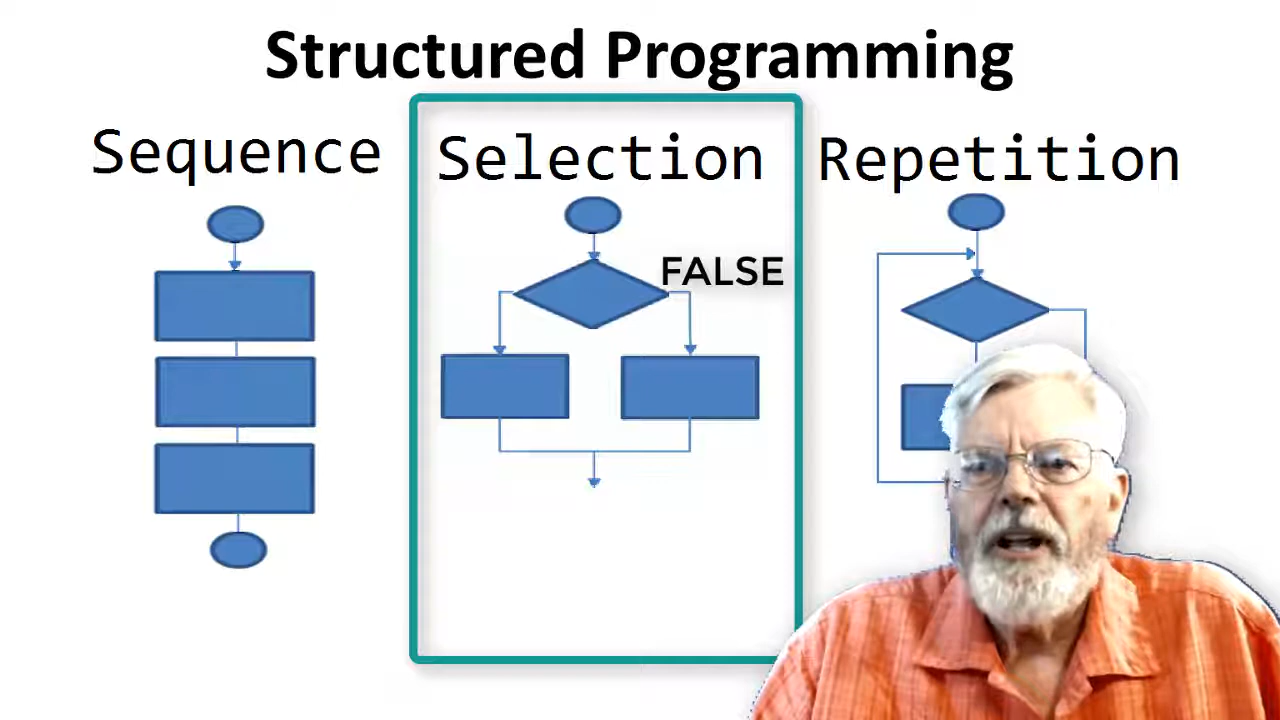 Structured Programming
Sequence
Selection
Repetition
FALSE